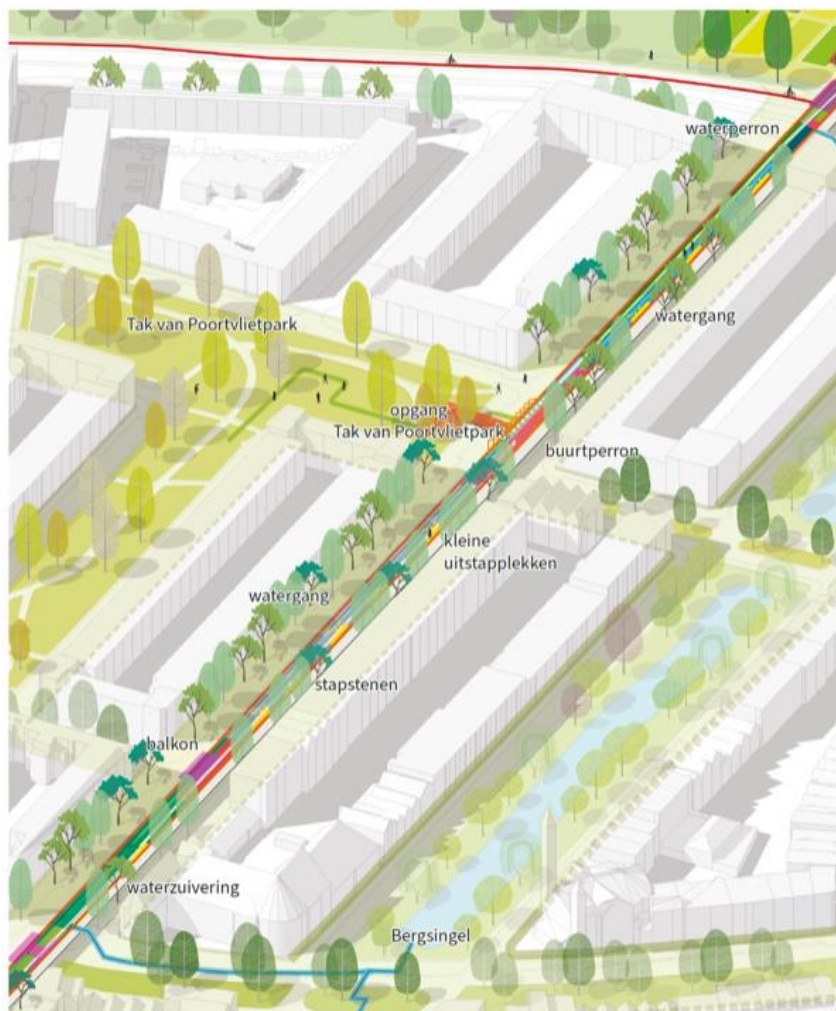 waterperron
watergang
Tak van Poortvlietpark
opgang
Tak van Poortvlietpark
buurtperron
kleine
uitstapplekken
watergang
stapstenen
balkon
waterzuivering
Bergsingel